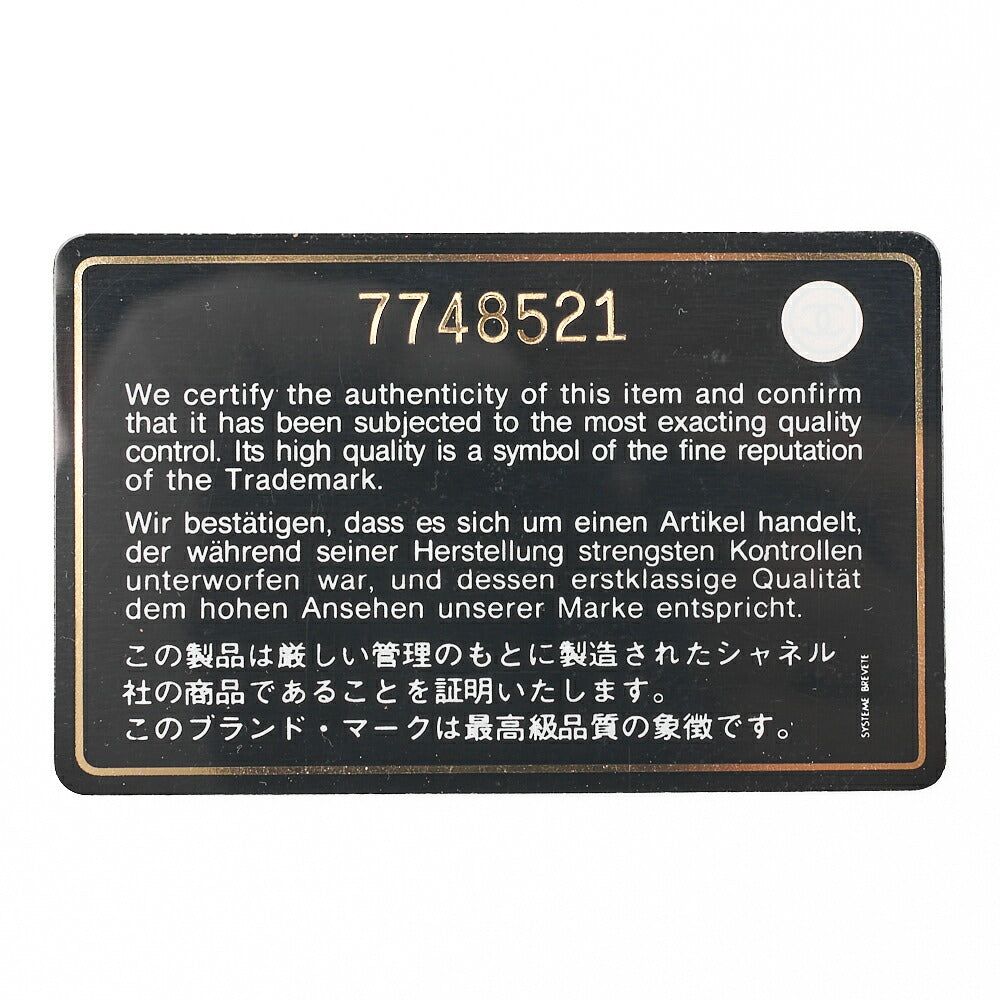 7748521
We certify the authenticity of this item and confirm
that it has been subjected to the most exacting quality
control. Its high quality is a symbol of the fine reputation
of the Trademark.
Wir bestätigen, dass es sich um einen Artikel handelt,
der während seiner Herstellung strengsten Kontrollen
unterworfen war, und dessen erstklassige Qualität
dem hohen Ansehen unserer Marke entspricht.
この製品は厳しい管理のもとに製造されたシャネル
社の商品であることを証明いたします。
このブランド・マークは最高級品質の象徴です。
SYSTEME BREVETE